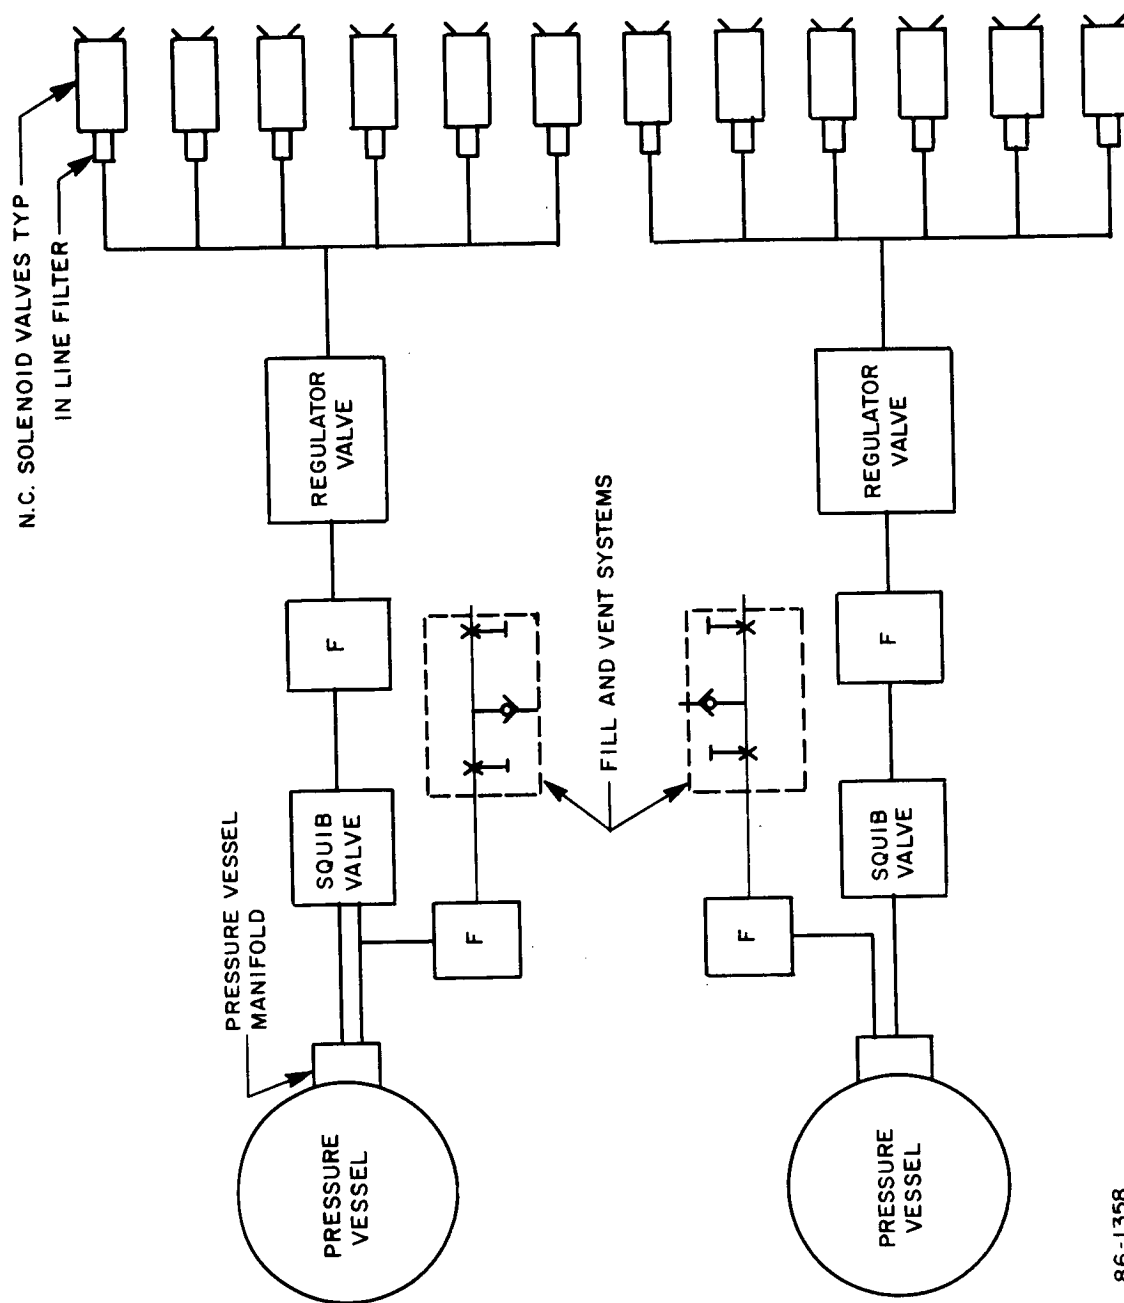 N.C. SOLENOID VALVES TYP
IN LINE FILTER
REGULATOR
VALVE
F
SQUIB
VALVE
PRESSURE VESSEL
MANIFOLD
F
PRESSURE
VESSEL
FILL AND VENT SYSTEMS
REGULATOR
VALVE
F
SQUIB
VALVE
F
PRESSURE
VESSEL
86-1358